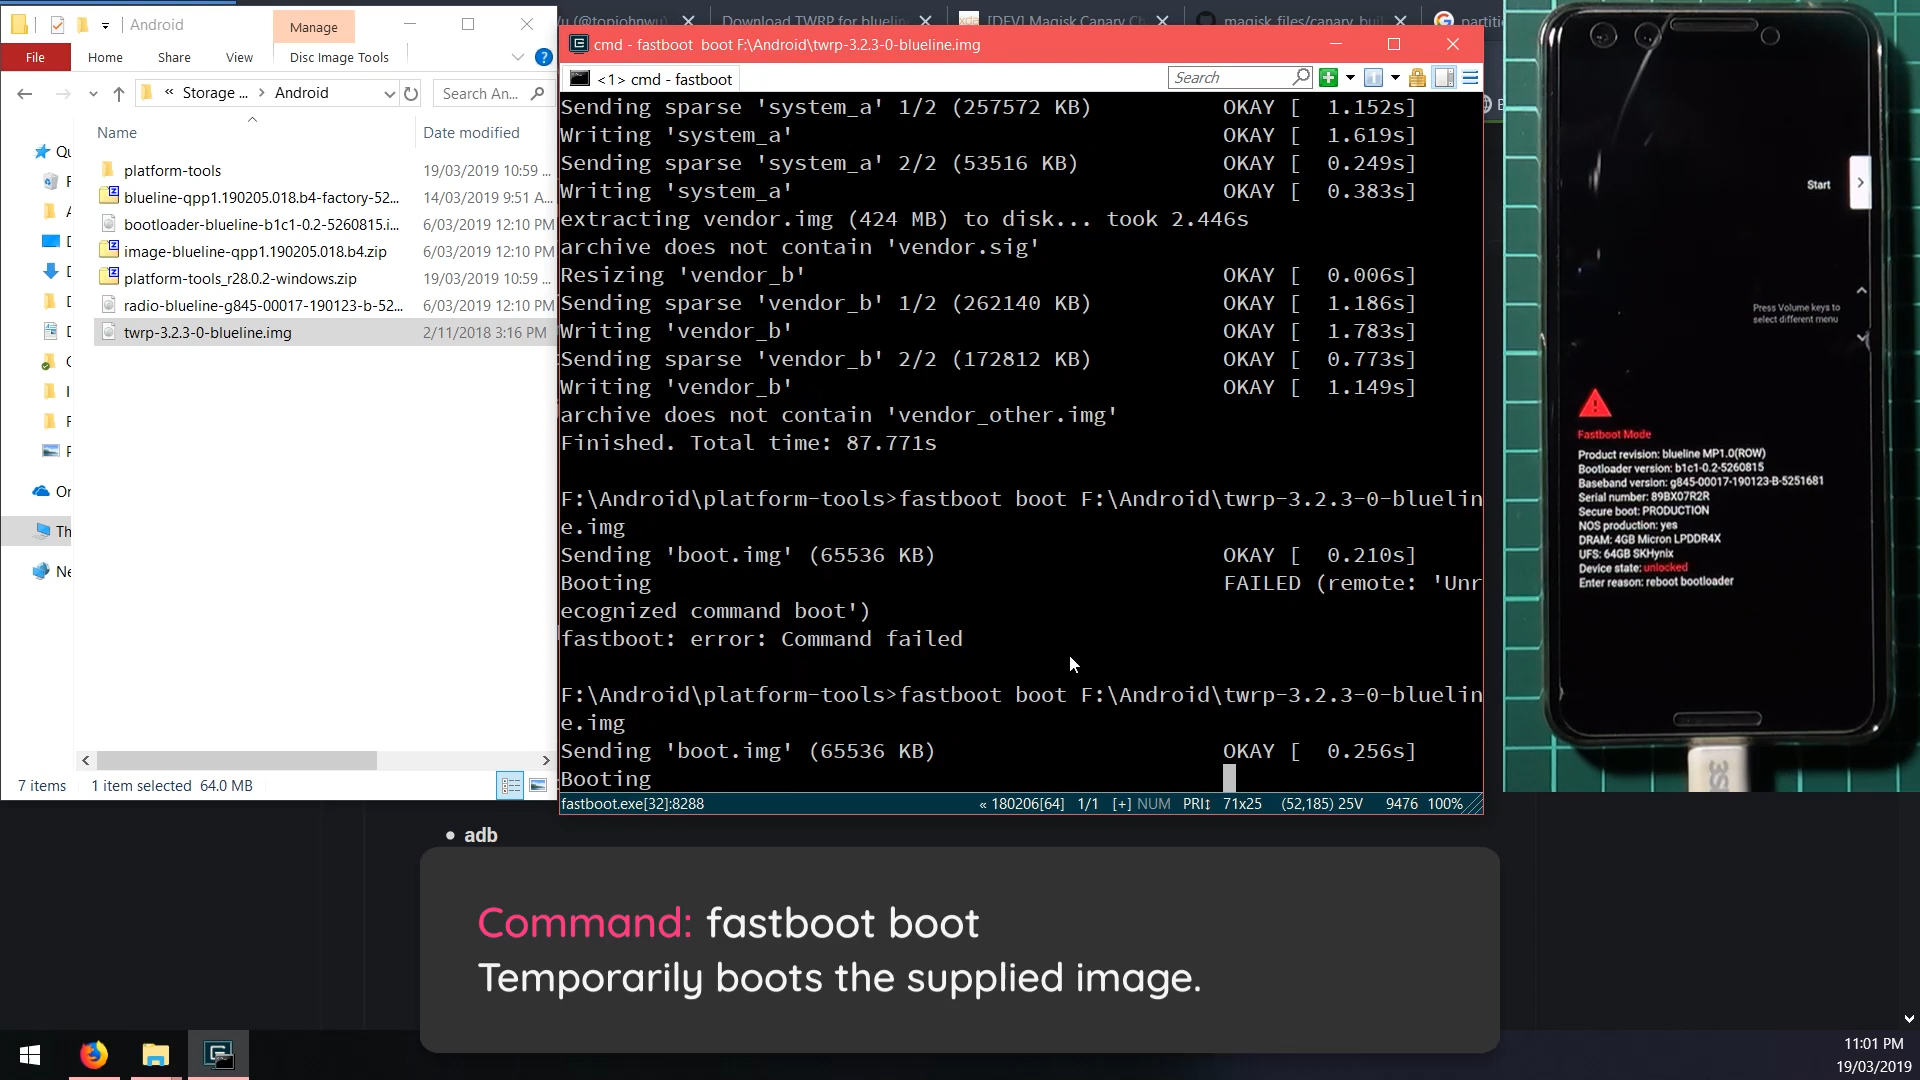 Android
Manage
File
Home
Share
View
Disc Image Tools
« Storage ... > Android
Search An...
Name
Date modified
platform-tools
19/03/2019 10:59 ...
blueline-qpp1.190205.018.b4-factory-52...
14/03/2019 9:51 A...
bootloader-blueline-b1c1-0.2-5260815.i...
6/03/2019 12:10 PM
image-blueline-qpp1.190205.018.b4.zip
6/03/2019 12:10 PM
platform-tools_r28.0.2-windows.zip
19/03/2019 10:59 ...
radio-blueline-g845-00017-190123-b-52...
6/03/2019 12:10 PM
twrp-3.2.3-0-blueline.img
2/11/2018 3:16 PM
7 items
1 item selected 64.0 MB
(@topjohnwu)
Download TWRP for blueline
[DEV] Magisk Canary Ch
magisk_files/canary_buil
partiti
cmd - fastboot boot F:\Android\twrp-3.2.3-0-blueline.img
<1> cmd - fastboot
Search
Sending sparse 'system_a' 1/2 (257572 KB) OKAY [ 1.152s]
Writing 'system_a' OKAY [ 1.619s]
Sending sparse 'system_a' 2/2 (53516 KB) OKAY [ 0.249s]
Writing 'system_a' OKAY [ 0.383s]
extracting vendor.img (424 MB) to disk... took 2.446s
archive does not contain 'vendor.sig'
Resizing 'vendor_b' OKAY [ 0.006s]
Sending sparse 'vendor_b' 1/2 (262140 KB) OKAY [ 1.186s]
Writing 'vendor_b' OKAY [ 1.783s]
Sending sparse 'vendor_b' 2/2 (172812 KB) OKAY [ 0.773s]
Writing 'vendor_b' OKAY [ 1.149s]
archive does not contain 'vendor_other.img'
Finished. Total time: 87.771s
F:\Android\platform-tools>fastboot boot F:\Android\twrp-3.2.3-0-bluelin
e.img
Sending 'boot.img' (65536 KB) OKAY [ 0.210s]
Booting FAILED (remote: 'Unr
ecognized command boot')
fastboot: error: Command failed
F:\Android\platform-tools>fastboot boot F:\Android\twrp-3.2.3-0-bluelin
e.img
Sending 'boot.img' (65536 KB) OKAY [ 0.256s]
Booting
fastboot.exe[32]:8288
« 180206[64] 1/1 [+] NUM PRI↕ 71x25 (52,185) 25V 9476 100%
Start
Press Volume keys to
select different menu
Fastboot Mode
Product revision: blueline MP1.0(ROW)
Bootloader version: b1c1-0.2-5260815
Baseband version: g845-00017-190123-B-5251681
Serial number: 89BX07R2R
Secure boot: PRODUCTION
NOS production: yes
DRAM: 4GB Micron LPDDR4X
UFS: 64GB SKHynix
Device state: unlocked
Enter reason: reboot bootloader
• adb
Command: fastboot boot
Temporarily boots the supplied image.
11:01 PM
19/03/2019